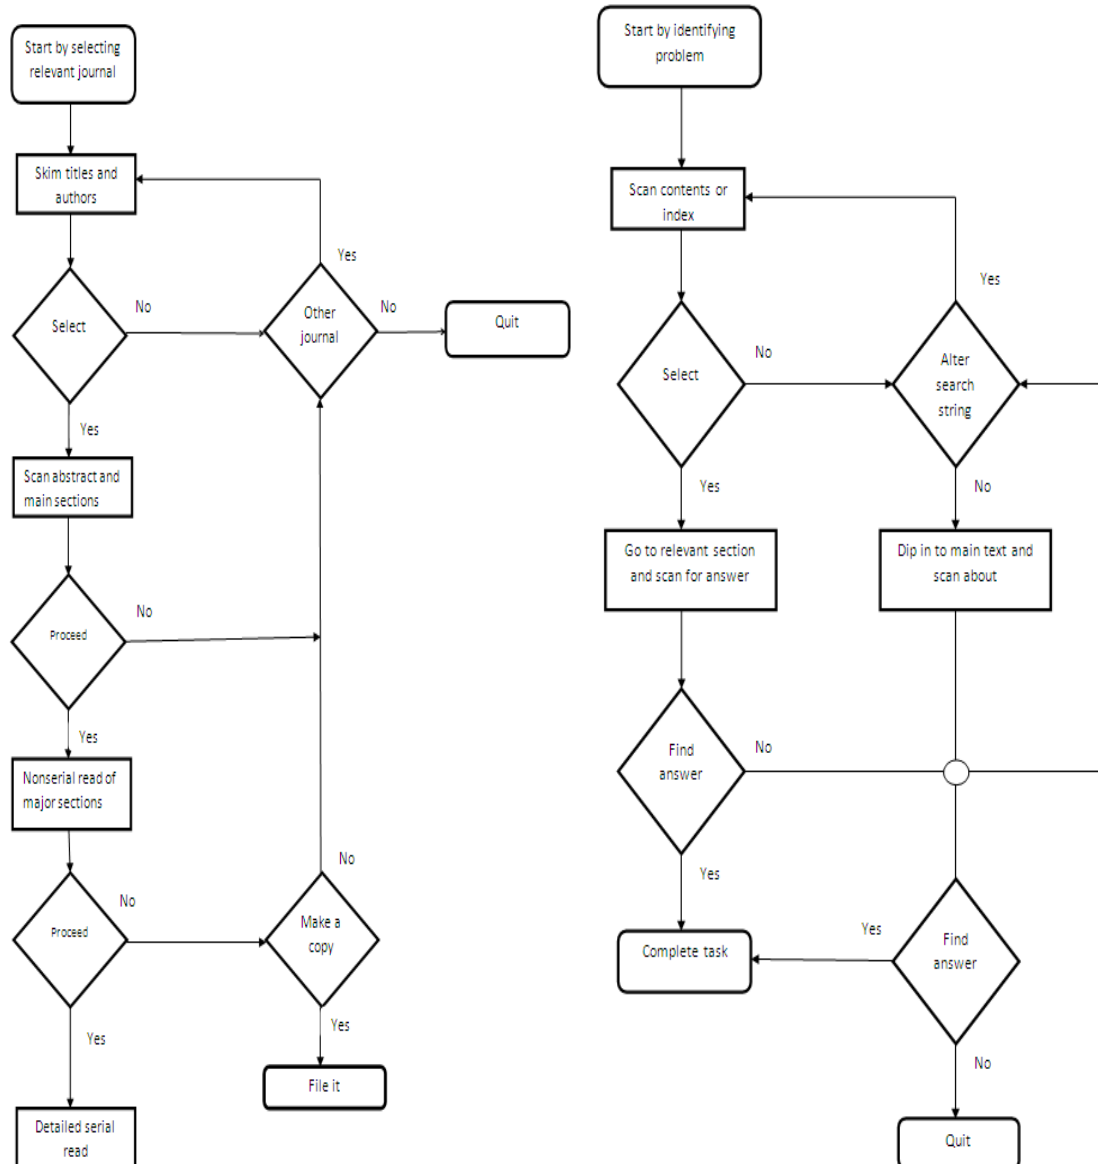 Start by selecting
relevant journal
Skim titles and
authors
Yes
Select
No
Other
journal
No
Quit
Yes
Scan abstract and
main sections
Proceed
No
Yes
Nonserial read of
major sections
Proceed
No
No
Make a
copy
Yes
Yes
File it
Detailed serial
read
Start by identifying
problem
Scan contents or
index
Yes
Select
No
Alter
search
string
Yes
No
Go to relevant section
and scan for answer
Dip in to main text and
scan about
Find
answer
No
Yes
Complete task
Yes
Find
answer
No
Quit